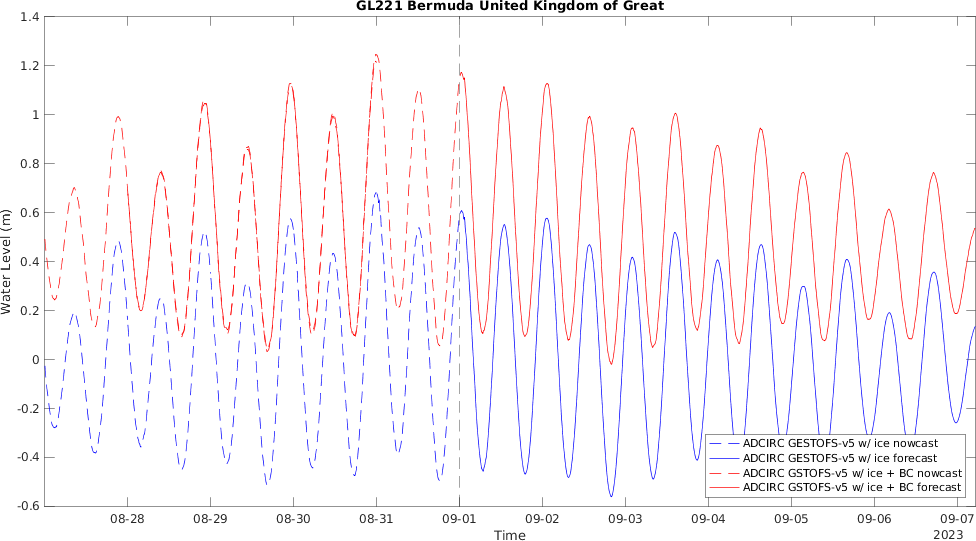 GL221 Bermuda United Kingdom of Great
1.4
1.2
1
0.8
0.6
0.4
0.2
0
-0.2
-0.4
-0.6
Water Level (m)
ADCIRC GESTOFS-v5 w/ ice nowcast
ADCIRC GESTOFS-v5 w/ ice forecast
ADCIRC GSTOFS-v5 w/ ice + BC nowcast
ADCIRC GSTOFS-v5 w/ ice + BC forecast
08-28 08-29 08-30 08-31 09-01 09-02 09-03 09-04 09-05 09-06 09-07
Time
2023